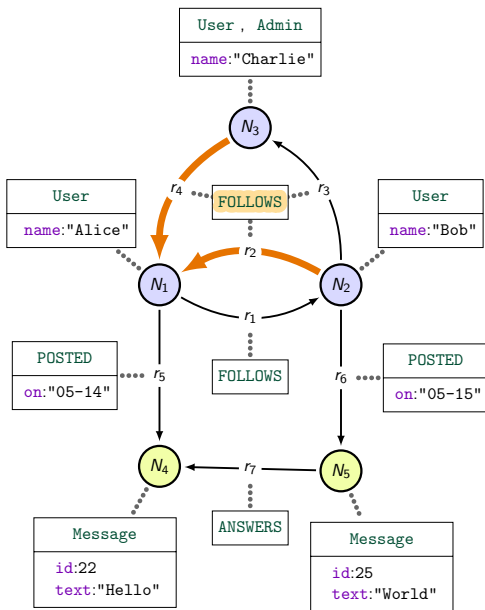 User , Admin
name:"Charlie"
N3
r4
r3
User
name:"Alice"
FOLLOWS
User
name:"Bob"
r2
N1
N2
r1
POSTED
on:"05-14"
r5
FOLLOWS
r6
POSTED
on:"05-15"
N4
r7
N5
Message
id:22
text:"Hello"
ANSWERS
Message
id:25
text:"World"